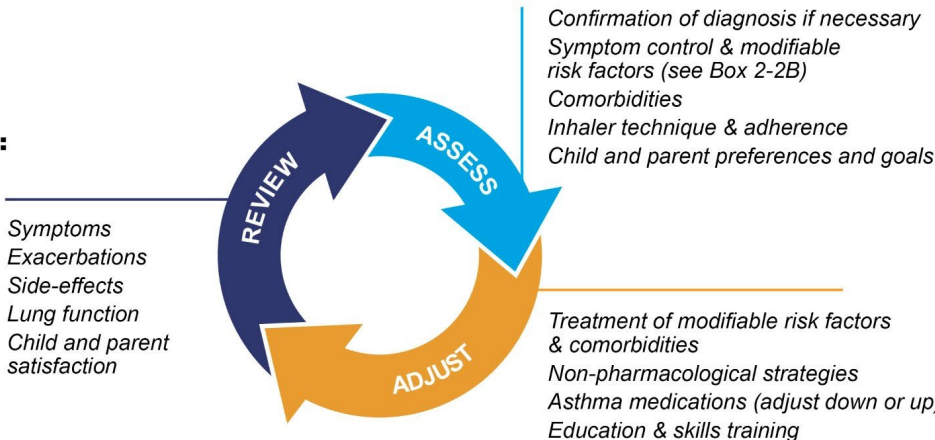 Confirmation of diagnosis if necessary
Symptom control & modifiable
risk factors (see Box 2-2B)
Comorbidities
Inhaler technique & adherence
Child and parent preferences and goals
:
ASSESS
REVIEW
ADJUST
Symptoms
Exacerbations
Side-effects
Lung function
Child and parent
satisfaction
Treatment of modifiable risk factors
& comorbidities
Non-pharmacological strategies
Asthma medications (adjust down or up)
Education & skills training